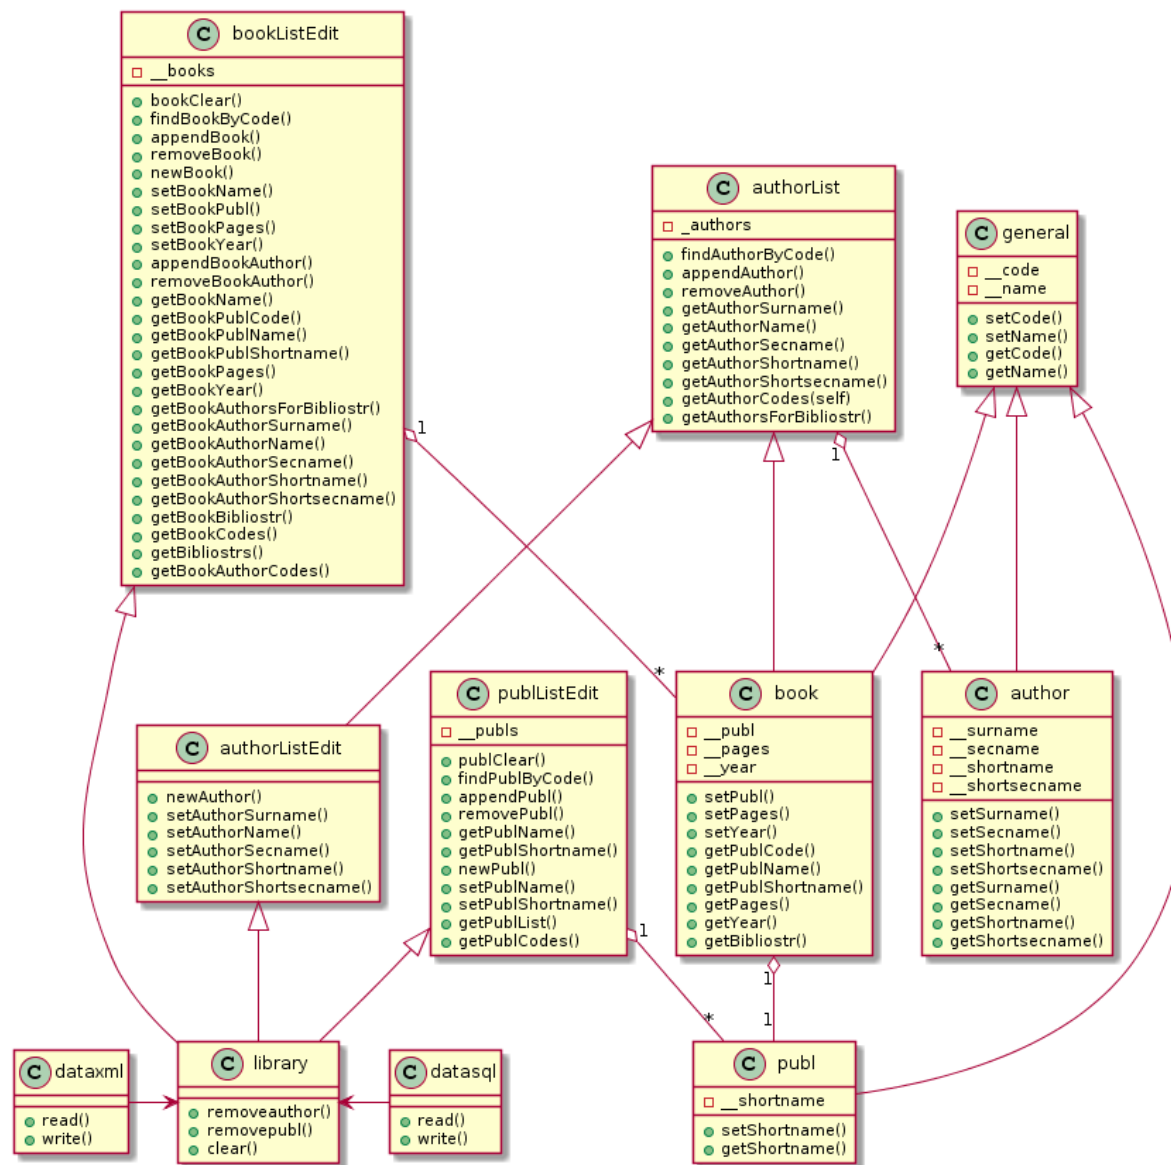 C bookListEdit
__books
bookClear()
findBookByCode()
appendBook()
removeBook()
newBook()
setBookName()
setBookPubl()
setBookPages()
setBookYear()
appendBookAuthor()
removeBookAuthor()
getBookName()
getBookPublCode()
getBookPublName()
getBookPublShortname()
getBookPages()
getBookYear()
getBookAuthorsForBibliostr()
getBookAuthorSurname()
getBookAuthorName()
getBookAuthorSecname()
getBookAuthorShortname()
getBookAuthorShortsecname()
getBookBibliostr()
getBookCodes()
getBibliostrs()
getBookAuthorCodes()
C authorList
_authors
findAuthorByCode()
appendAuthor()
removeAuthor()
getAuthorSurname()
getAuthorName()
getAuthorSecname()
getAuthorShortname()
getAuthorShortsecname()
getAuthorCodes(self)
getAuthorsForBibliostr()
C general
__code
__name
setCode()
setName()
getCode()
getName()
1
1
*
*
C authorListEdit
newAuthor()
setAuthorSurname()
setAuthorName()
setAuthorSecname()
setAuthorShortname()
setAuthorShortsecname()
C publListEdit
__publs
publClear()
findPublByCode()
appendPubl()
removePubl()
getPublName()
getPublShortname()
newPubl()
setPublName()
setPublShortname()
getPublList()
getPublCodes()
C book
__publ
__pages
__year
setPubl()
setPages()
setYear()
getPublCode()
getPublName()
getPublShortname()
getPages()
getYear()
getBibliostr()
C author
__surname
__secname
__shortname
__shortsecname
setSurname()
setSecname()
setShortname()
setShortsecname()
getSurname()
getSecname()
getShortname()
getShortsecname()
1
1
*
1
C dataxml
read()
write()
C library
removeauthor()
removepubl()
clear()
C datasql
read()
write()
C publ
__shortname
setShortname()
getShortname()